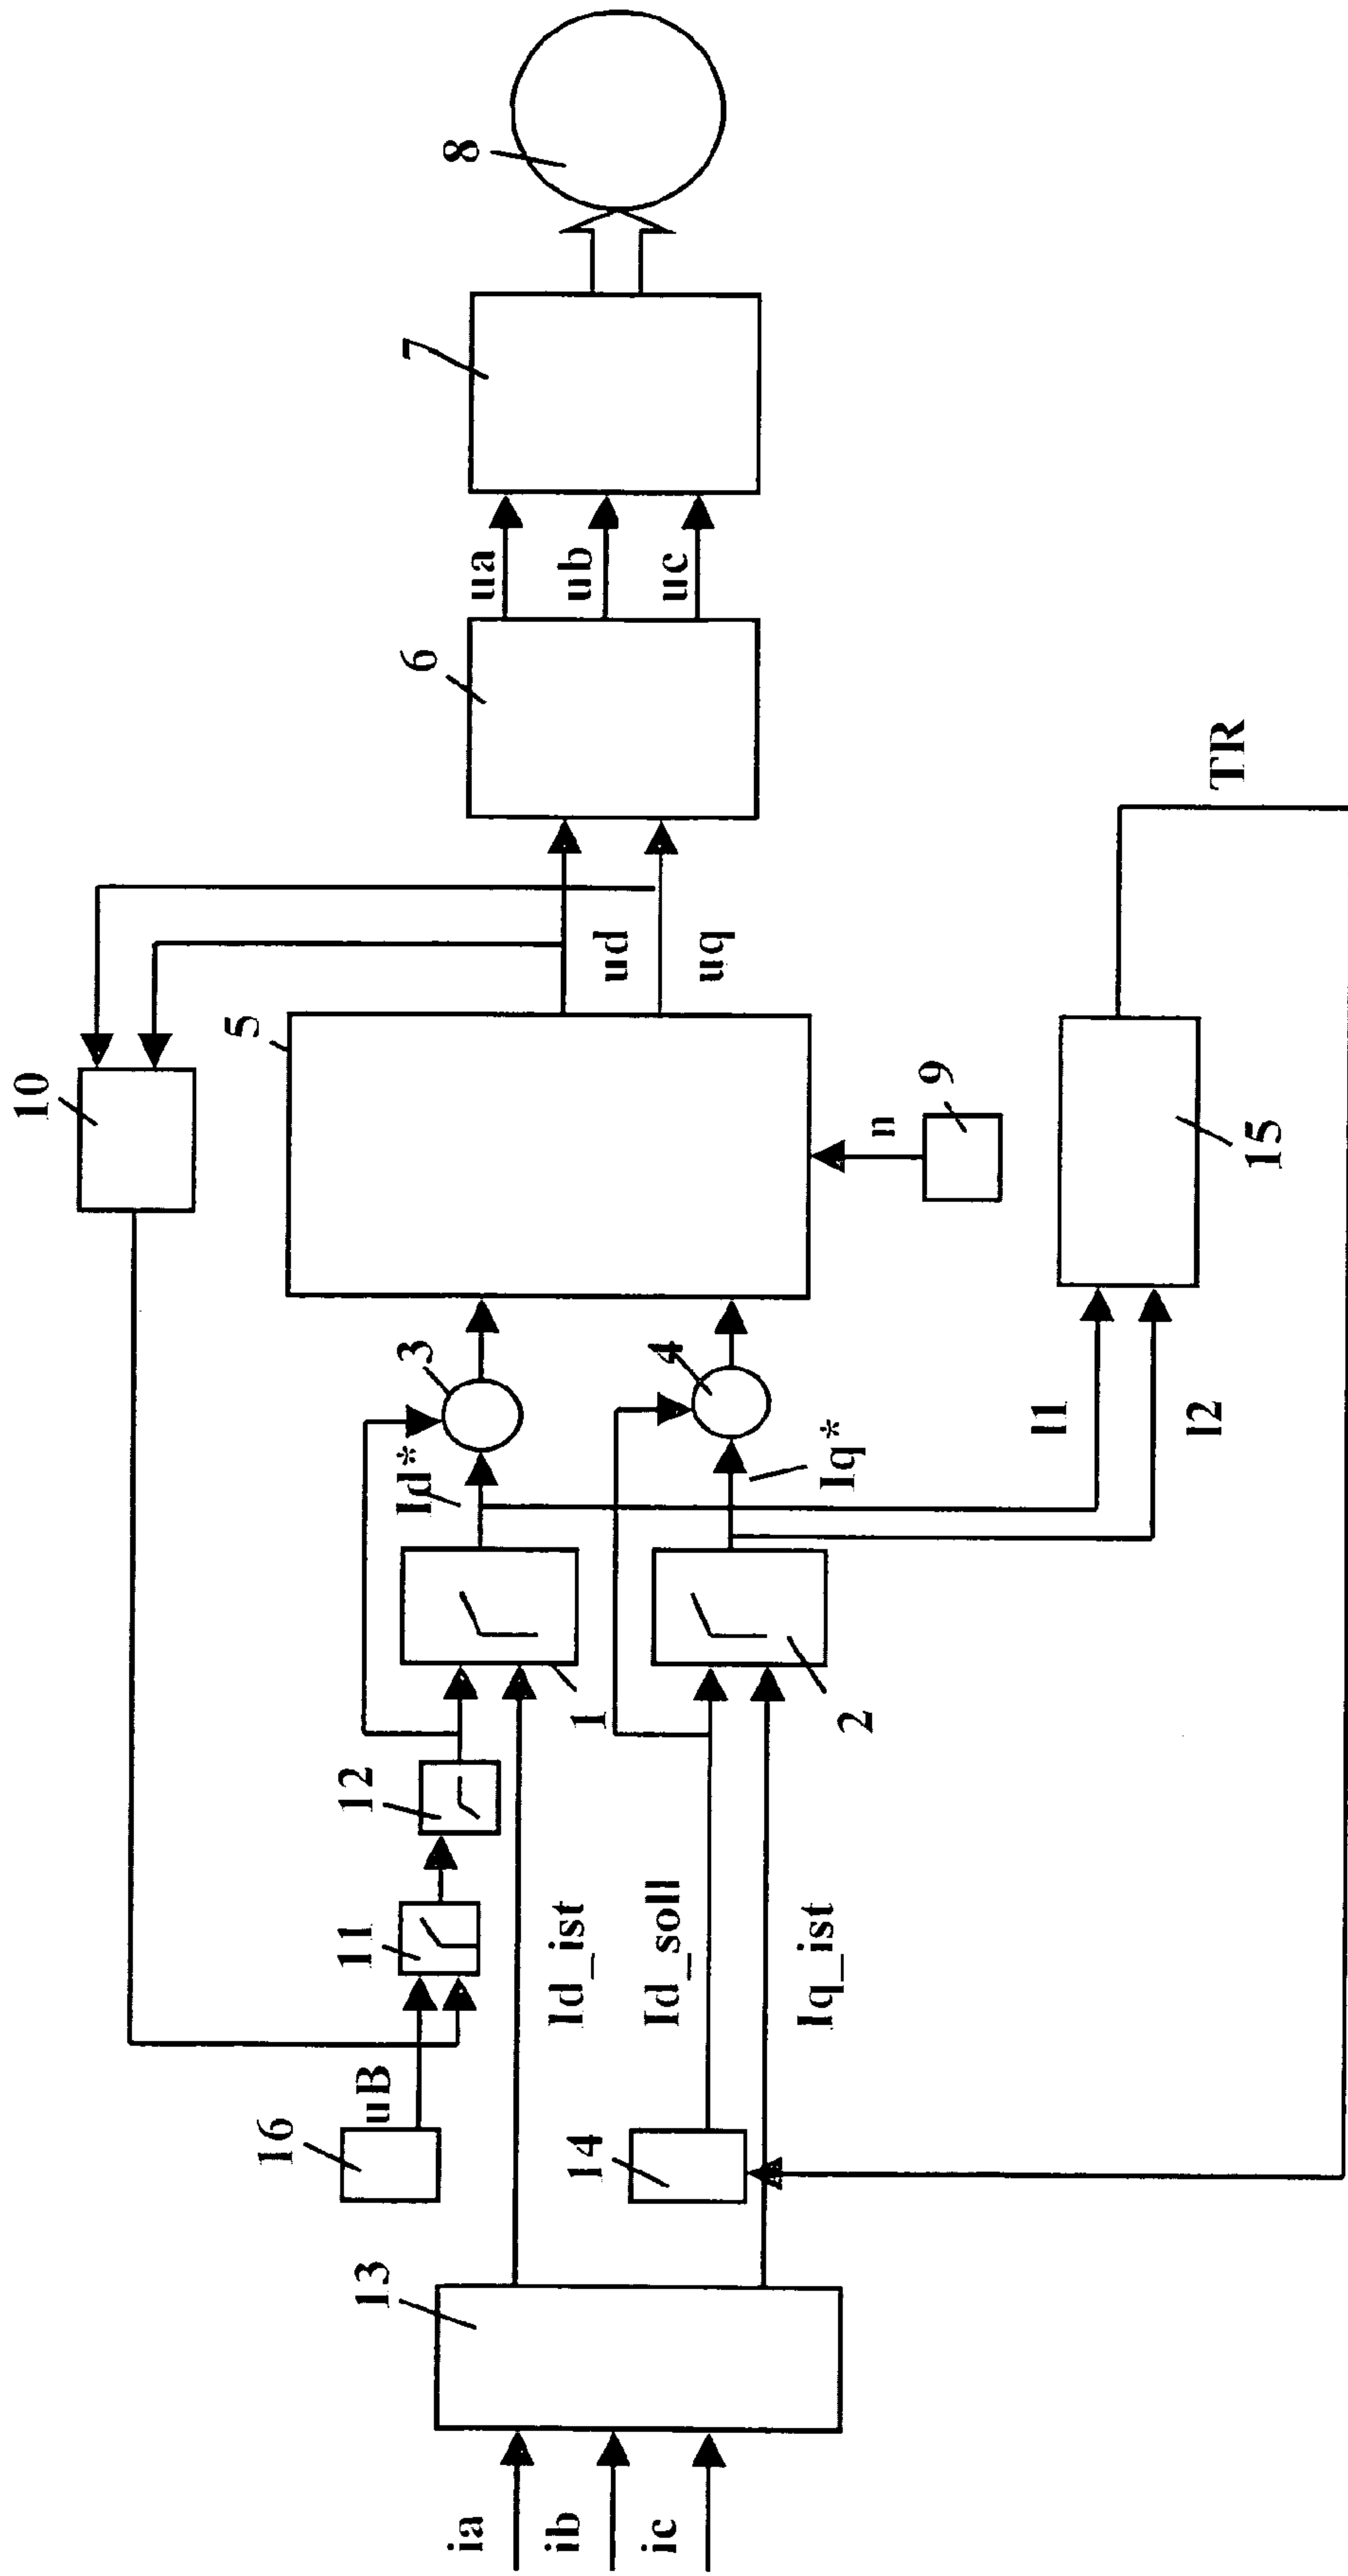 10
5
8
7
6
ua
ub
uc
ud
uq
16
uB
11
12
3
Id*
1
4
Iq*
2
n
9
13
14
Id_ist
Id_soll
Iq_ist
ia
ib
ic
I1
I2
15
TR